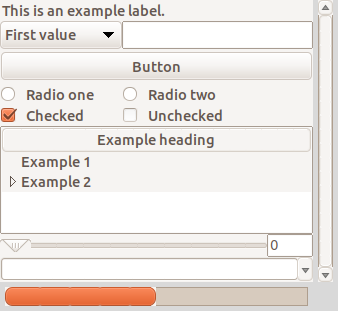 This is an example label.
First value
Button
Radio one Radio two
Checked Unchecked
Example heading
Example 1
Example 2
0